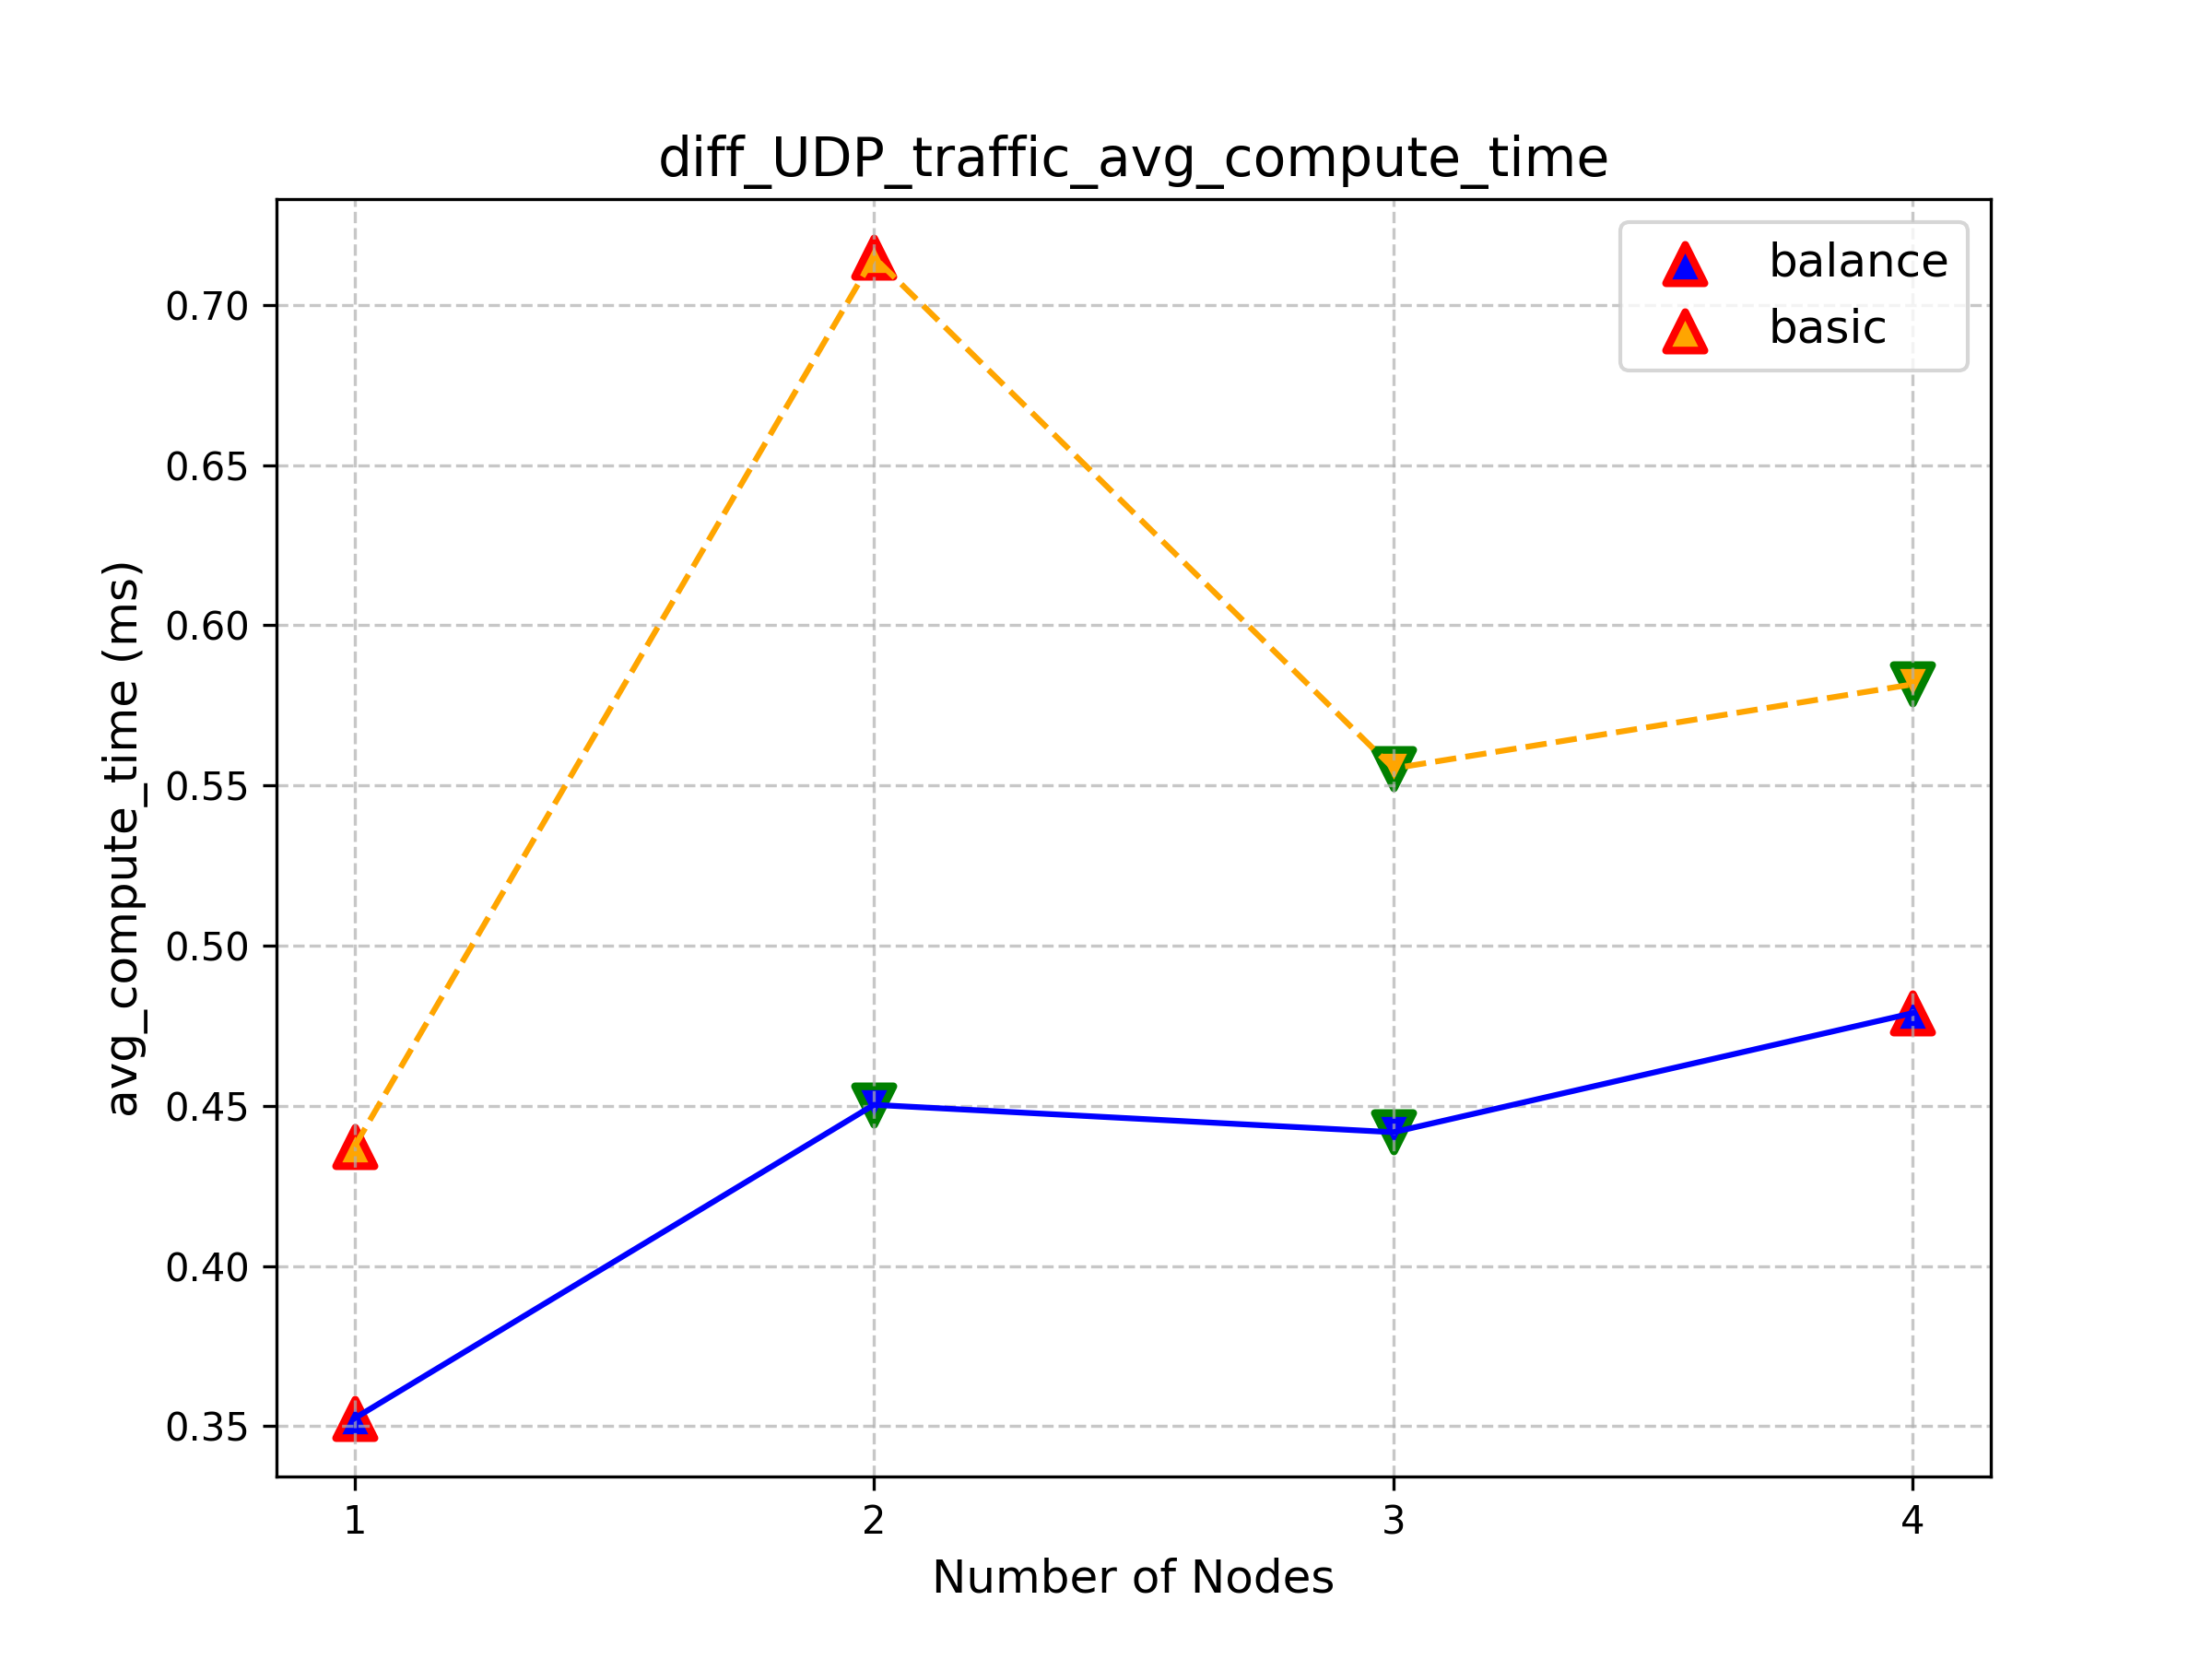 diff_UDP_traffic_avg_compute_time
balance
basic
avg_compute_time (ms)
0.70
0.65
0.60
0.55
0.50
0.45
0.40
0.35
1 2 3 4
Number of Nodes